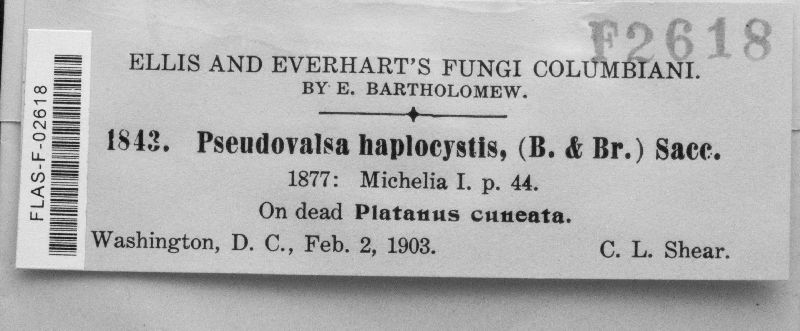 F2618
ELLIS AND EVERHART'S FUNGI COLUMBIANI.
BY E. BARTHOLOMEW.
1843. Pseudovalsa haplocystis, (B. & Br.) Sacc.
1877: Michelia I. p. 44.
On dead Platanus cuneata.
Washington, D. C., Feb. 2, 1903. C. L. Shear.
FLAS-F-02618